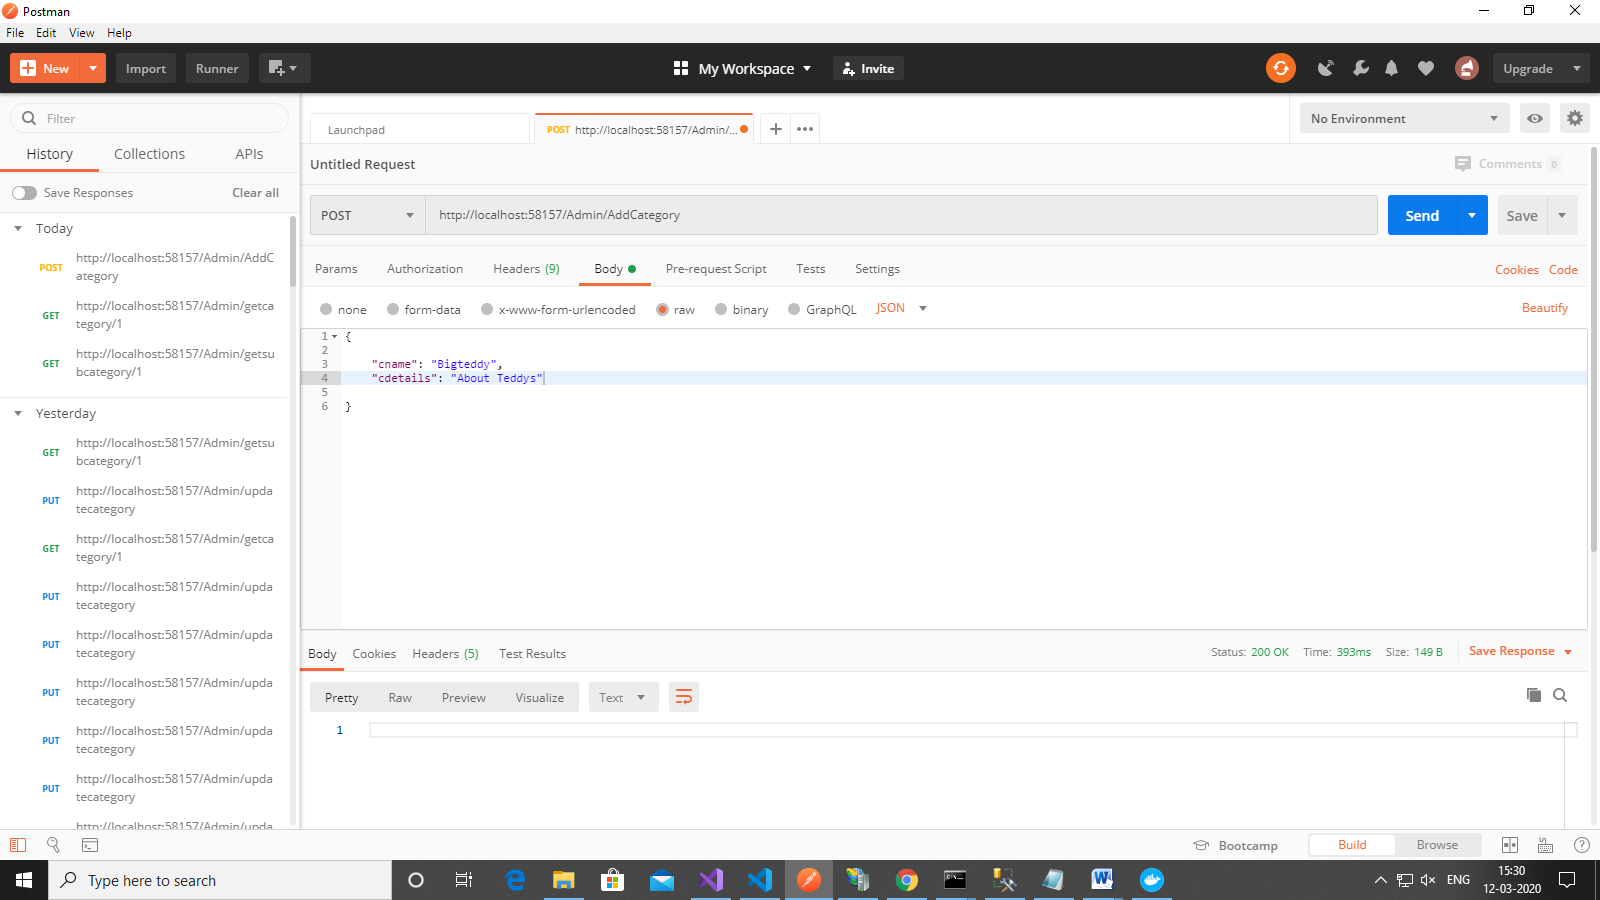 Postman
File Edit View Help
New Import Runner My Workspace Invite Upgrade
Filter
History Collections APIs
Save Responses Clear all
Today
POST http://localhost:58157/Admin/AddC
ategory
GET http://localhost:58157/Admin/getca
tegory/1
GET http://localhost:58157/Admin/getsu
bcategory/1
Yesterday
GET http://localhost:58157/Admin/getsu
bcategory/1
PUT http://localhost:58157/Admin/upda
tecategory
GET http://localhost:58157/Admin/getca
tegory/1
PUT http://localhost:58157/Admin/upda
tecategory
PUT http://localhost:58157/Admin/upda
tecategory
PUT http://localhost:58157/Admin/upda
tecategory
PUT http://localhost:58157/Admin/upda
tecategory
PUT http://localhost:58157/Admin/upda
tecategory
http://localhost:58157/Admin/upda
Launchpad POST http://localhost:58157/Admin/... No Environment
Untitled Request Comments 0
POST http://localhost:58157/Admin/AddCategory Send Save
Params Authorization Headers (9) Body Pre-request Script Tests Settings Cookies Code
none form-data x-www-form-urlencoded raw binary GraphQL JSON Beautify
1 {
2
3 "cname": "Bigteddy",
4 "cdetails": "About Teddys"
5
6 }
Body Cookies Headers (5) Test Results Status: 200 OK Time: 393ms Size: 149 B Save Response
Pretty Raw Preview Visualize Text
1
Bootcamp Build Browse
Type here to search ENG 15:30
12-03-2020